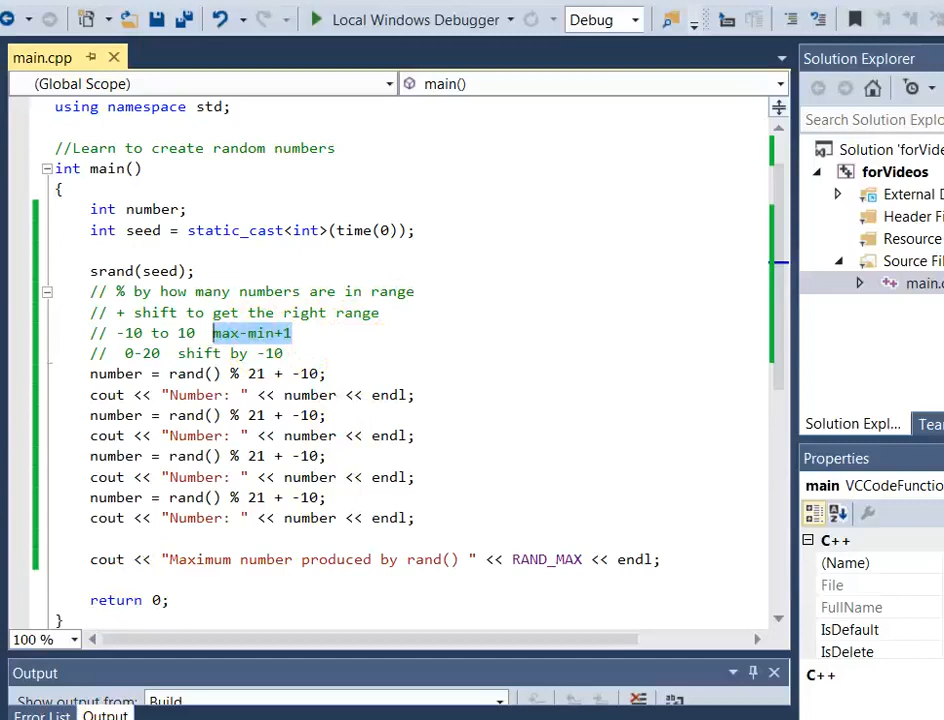 Local Windows Debugger
Debug
main.cpp
(Global Scope)
main()
using namespace std;
//Learn to create random numbers
int main()
{
int number;
int seed = static_cast<int>(time(0));
srand(seed);
// % by how many numbers are in range
// + shift to get the right range
// -10 to 10  max-min+1
//  0-20  shift by -10
number = rand() % 21 + -10;
cout << "Number: " << number << endl;
number = rand() % 21 + -10;
cout << "Number: " << number << endl;
number = rand() % 21 + -10;
cout << "Number: " << number << endl;
number = rand() % 21 + -10;
cout << "Number: " << number << endl;
cout << "Maximum number produced by rand() " << RAND_MAX << endl;
return 0;
}
100 %
Output
Show output from: Build
Error List Output
Solution Explorer
Search Solution Explo
Solution 'forVide
forVideos
External D
Header Fi
Resource
Source Fil
main.c
Solution Expl... Tea
Properties
main VCCodeFunctio
C++
(Name)
File
FullName
IsDefault
IsDelete
C++